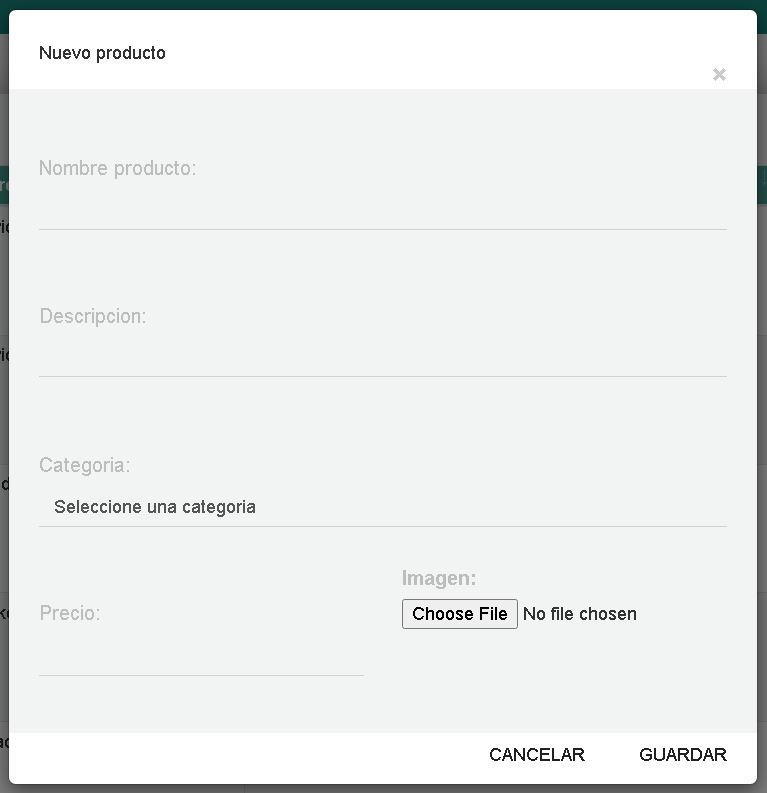 Nuevo producto
×
Nombre producto:
Descripcion:
Categoria:
Seleccione una categoria
Imagen:
Precio:
Choose File No file chosen
CANCELAR GUARDAR